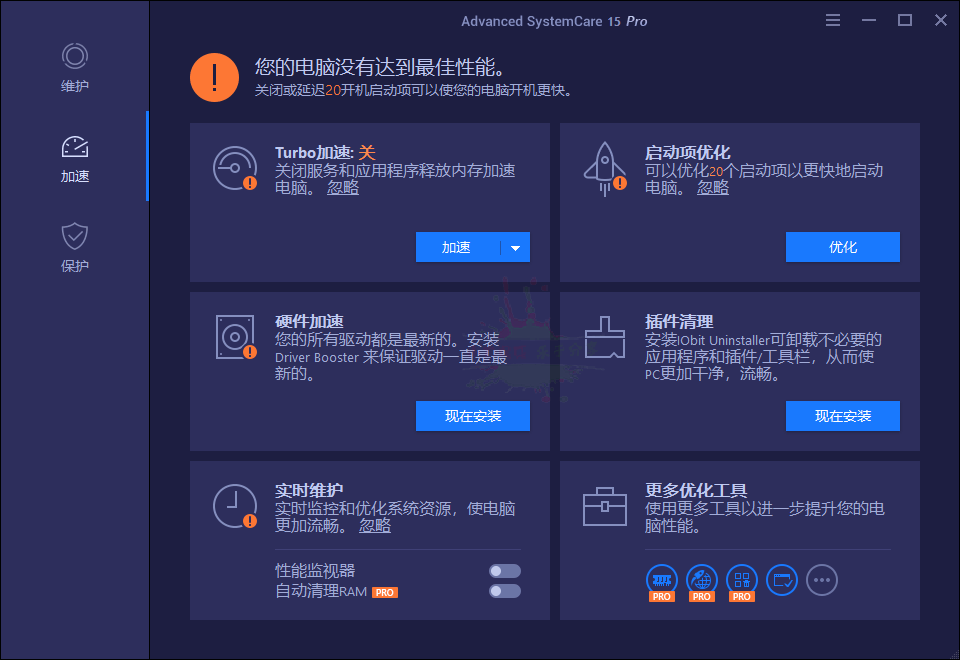 Advanced SystemCare 15 Pro
维护
加速
保护
您的电脑没有达到最佳性能。
关闭或延迟20开机启动项可以使您的电脑开机更快。
Turbo加速: 关
关闭服务和应用程序释放内存加速
电脑。 忽略
加速
启动项优化
可以优化20个启动项以更快地启动
电脑。 忽略
优化
硬件加速
您的所有驱动都是最新的。安装
Driver Booster 来保证驱动一直是最
新的。
现在安装
插件清理
安装IObit Uninstaller可卸载不必要的
应用程序和插件/工具栏，从而使
PC更加干净，流畅。
现在安装
实时维护
实时监控和优化系统资源，使电脑
更加流畅。 忽略
性能监视器
自动清理RAM PRO
更多优化工具
使用更多工具以进一步提升您的电
脑性能。
PRO PRO PRO